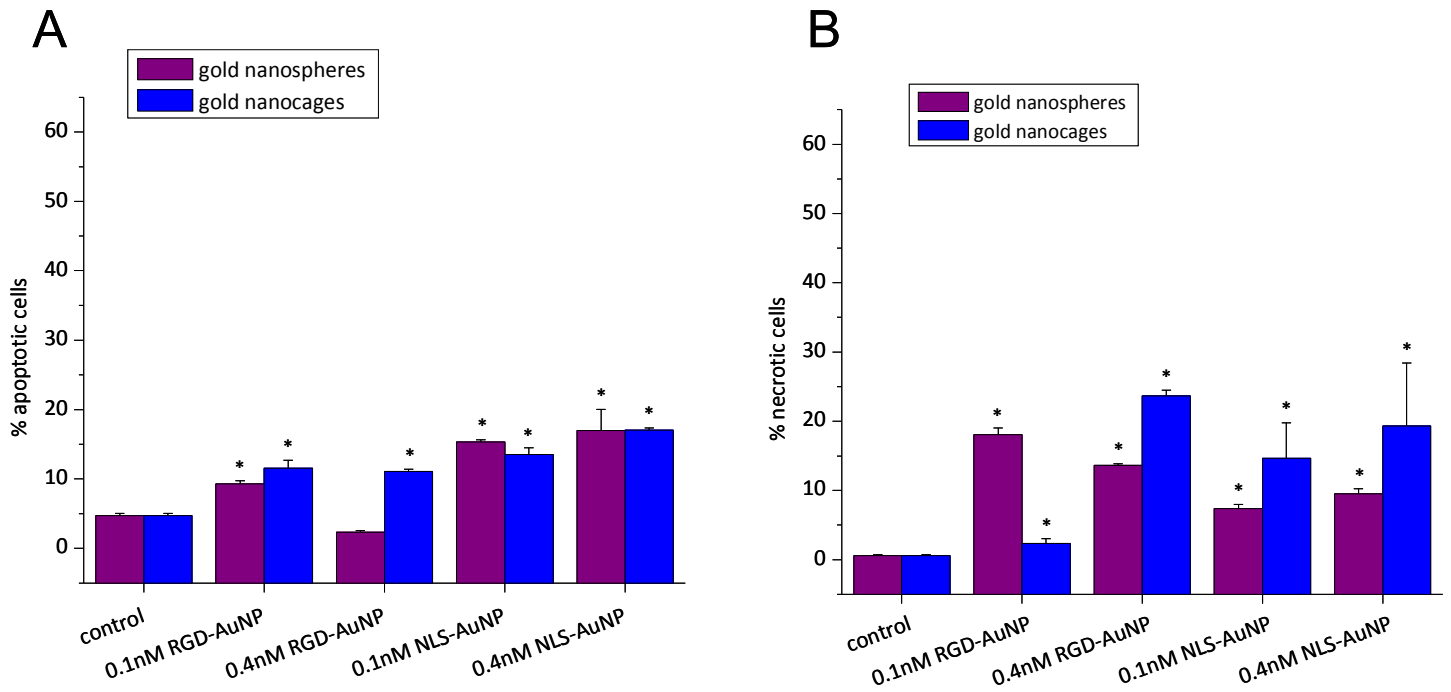 A
gold nanospheres
gold nanocages
% apoptotic cells
60
50
40
30
20
10
0
*
*
*
*
*
*
*
control
0.1nM RGD-AuNP
0.4nM RGD-AuNP
0.1nM NLS-AuNP
0.4nM NLS-AuNP
B
gold nanospheres
gold nanocages
% necrotic cells
60
50
40
30
20
10
0
*
*
*
*
*
*
*
*
control
0.1nM RGD-AuNP
0.4nM RGD-AuNP
0.1nM NLS-AuNP
0.4nM NLS-AuNP